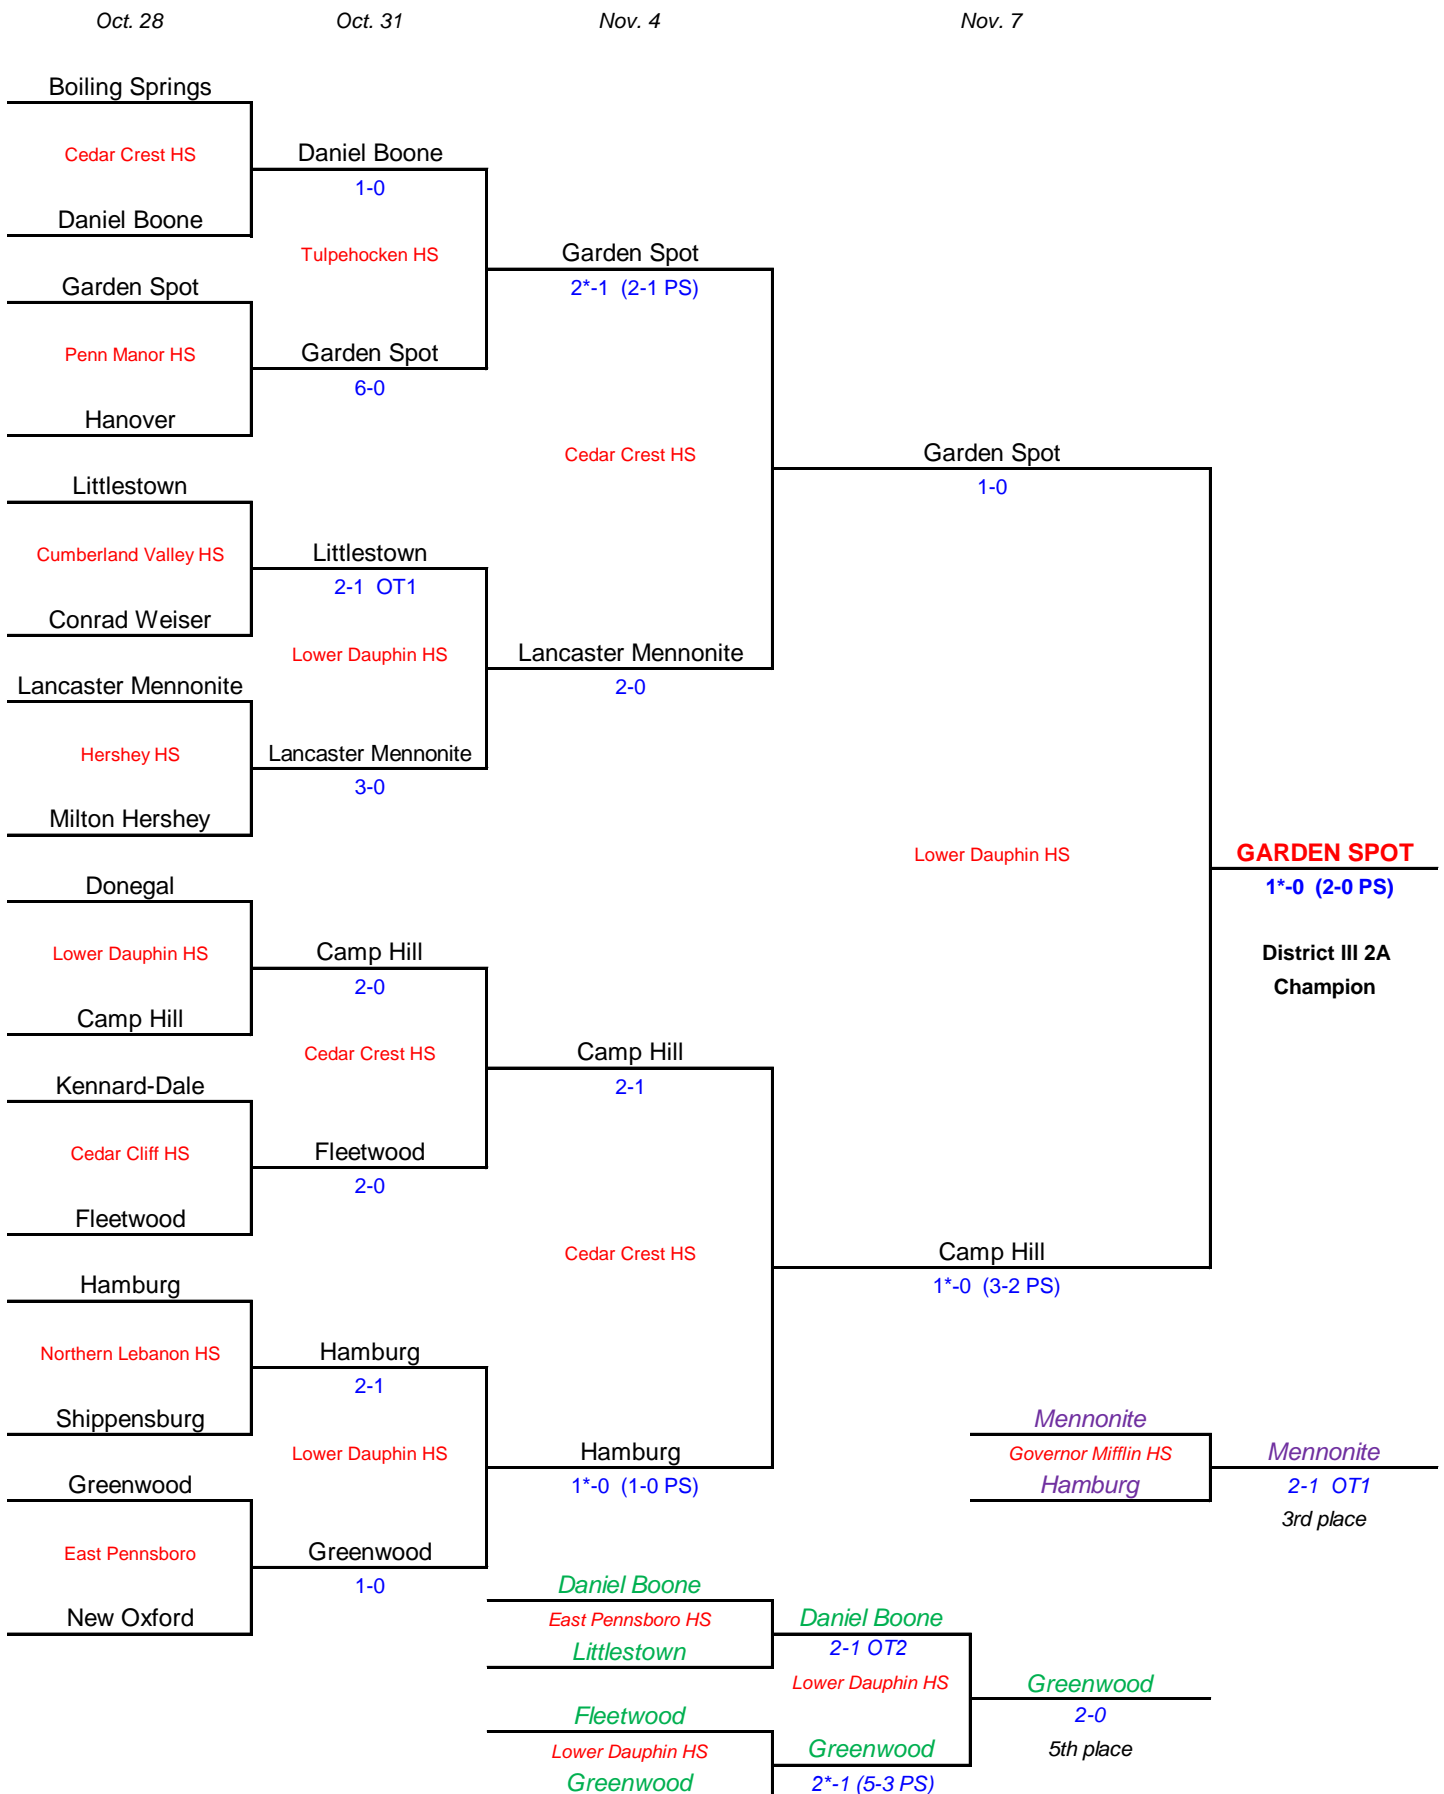 Oct. 28 Oct. 31 Nov. 4 Nov. 7
Boiling Springs
Cedar Crest HS Daniel Boone
1-0
Daniel Boone
Tulpehocken HS Garden Spot
2*-1 (2-1 PS)
Garden Spot
Penn Manor HS Garden Spot
6-0
Hanover
Cedar Crest HS Garden Spot
1-0
Littlestown
Cumberland Valley HS Littlestown
2-1 OT1
Conrad Weiser
Lower Dauphin HS Lancaster Mennonite
2-0
Lancaster Mennonite
Hershey HS Lancaster Mennonite
3-0
Milton Hershey
Lower Dauphin HS GARDEN SPOT
1*-0 (2-0 PS)
District III 2A
Champion
Donegal
Lower Dauphin HS Camp Hill
2-0
Camp Hill
Cedar Crest HS Camp Hill
2-1
Kennard-Dale
Cedar Cliff HS Fleetwood
2-0
Fleetwood
Cedar Crest HS Camp Hill
1*-0 (3-2 PS)
Hamburg
Northern Lebanon HS Hamburg
2-1
Shippensburg
Lower Dauphin HS Hamburg
1*-0 (1-0 PS)
Greenwood
East Pennsboro Greenwood
1-0
New Oxford
Mennonite
Governor Mifflin HS Mennonite
Hamburg 2-1 OT1
3rd place
Daniel Boone
East Pennsboro HS Daniel Boone
Littlestown 2-1 OT2
Lower Dauphin HS Greenwood
2-0
5th place
Fleetwood
Lower Dauphin HS Greenwood
Greenwood 2*-1 (5-3 PS)